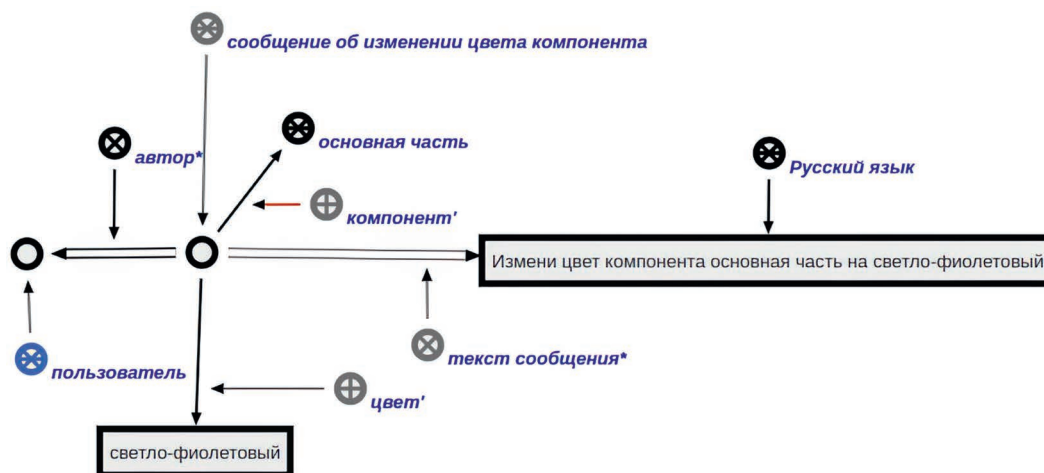 сообщение об изменении цвета компонента
основная часть
автор*
Русский язык
компонент'
Измени цвет компонента основная часть на светло-фиолетовый
текст сообщения*
пользователь
цвет'
светло-фиолетовый